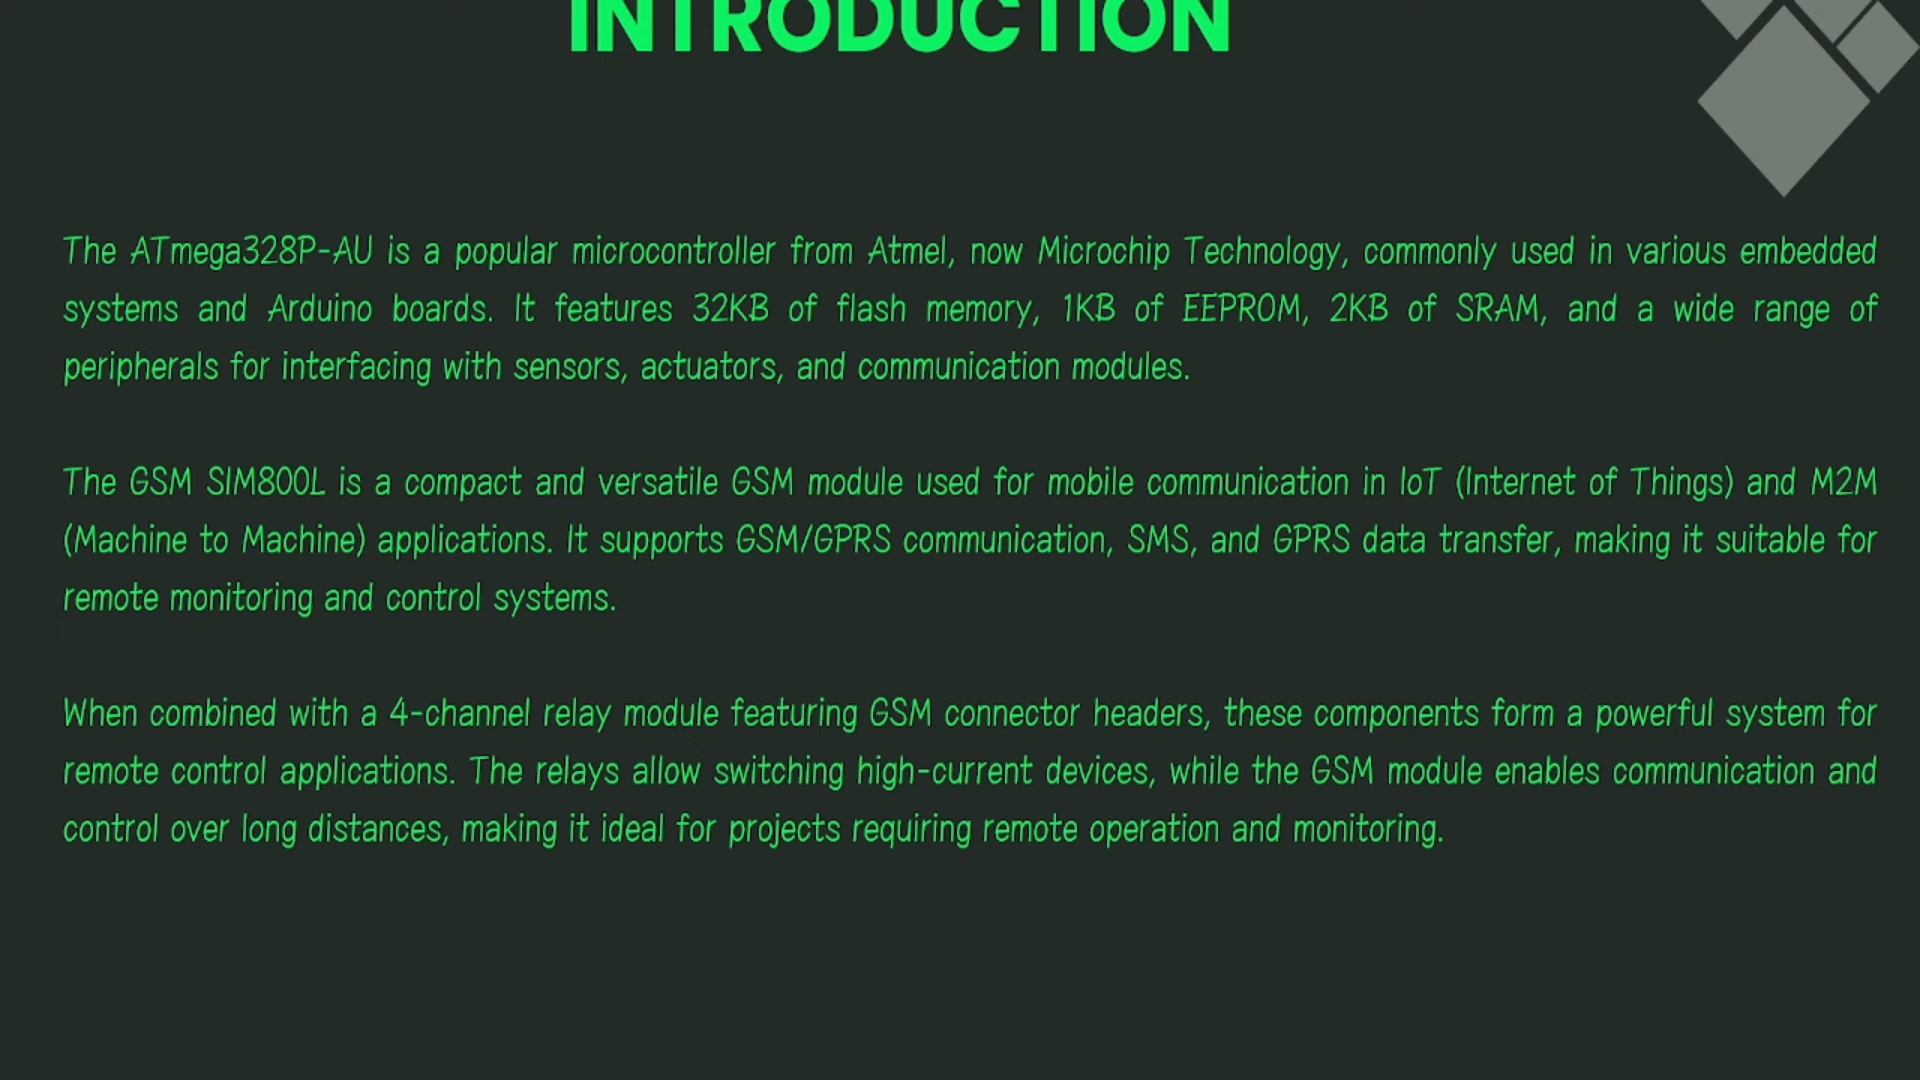 INTRODUCTION
The ATmega328P-AU is a popular microcontroller from Atmel, now Microchip Technology, commonly used in various embedded
systems and Arduino boards. It features 32KB of flash memory, 1KB of EEPROM, 2KB of SRAM, and a wide range of
peripherals for interfacing with sensors, actuators, and communication modules.
The GSM SIM800L is a compact and versatile GSM module used for mobile communication in IoT (Internet of Things) and M2M
(Machine to Machine) applications. It supports GSM/GPRS communication, SMS, and GPRS data transfer, making it suitable for
remote monitoring and control systems.
When combined with a 4-channel relay module featuring GSM connector headers, these components form a powerful system for
remote control applications. The relays allow switching high-current devices, while the GSM module enables communication and
control over long distances, making it ideal for projects requiring remote operation and monitoring.